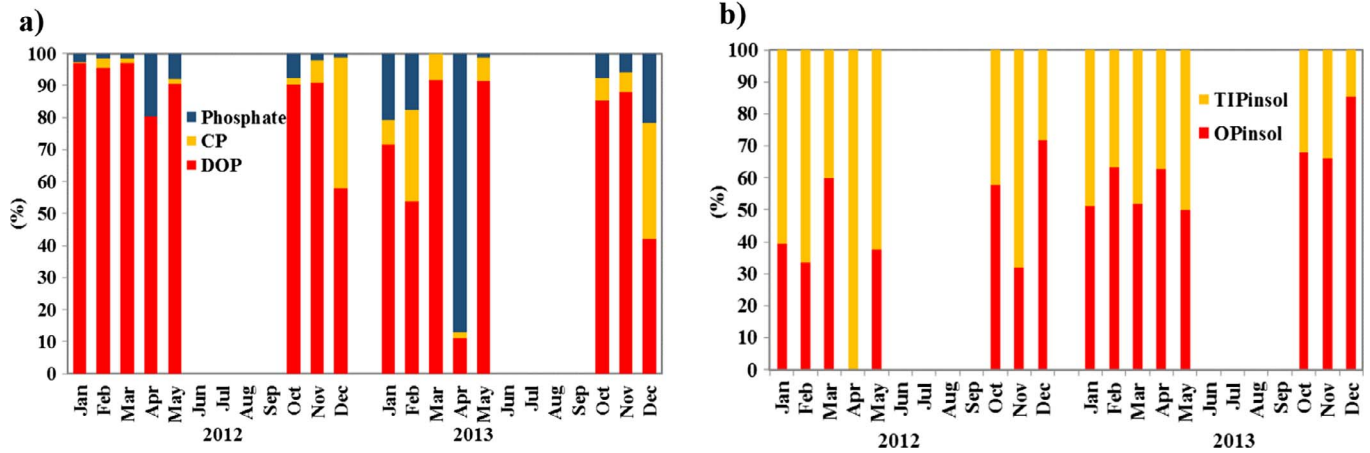 a)
100
90
80
70
60
50
40
30
20
10
0
(%)
Phosphate
CP
DOP
Jan Feb Mar Apr May Jun Jul Aug Sep Oct Nov Dec Jan Feb Mar Apr May Jun Jul Aug Sep Oct Nov Dec
2012 2013
b)
100
90
80
70
60
50
40
30
20
10
0
(%)
TIPinsol
OPinsol
Jan Feb Mar Apr May Jun Jul Aug Sep Oct Nov Dec Jan Feb Mar Apr May Jun Jul Aug Sep Oct Nov Dec
2012 2013